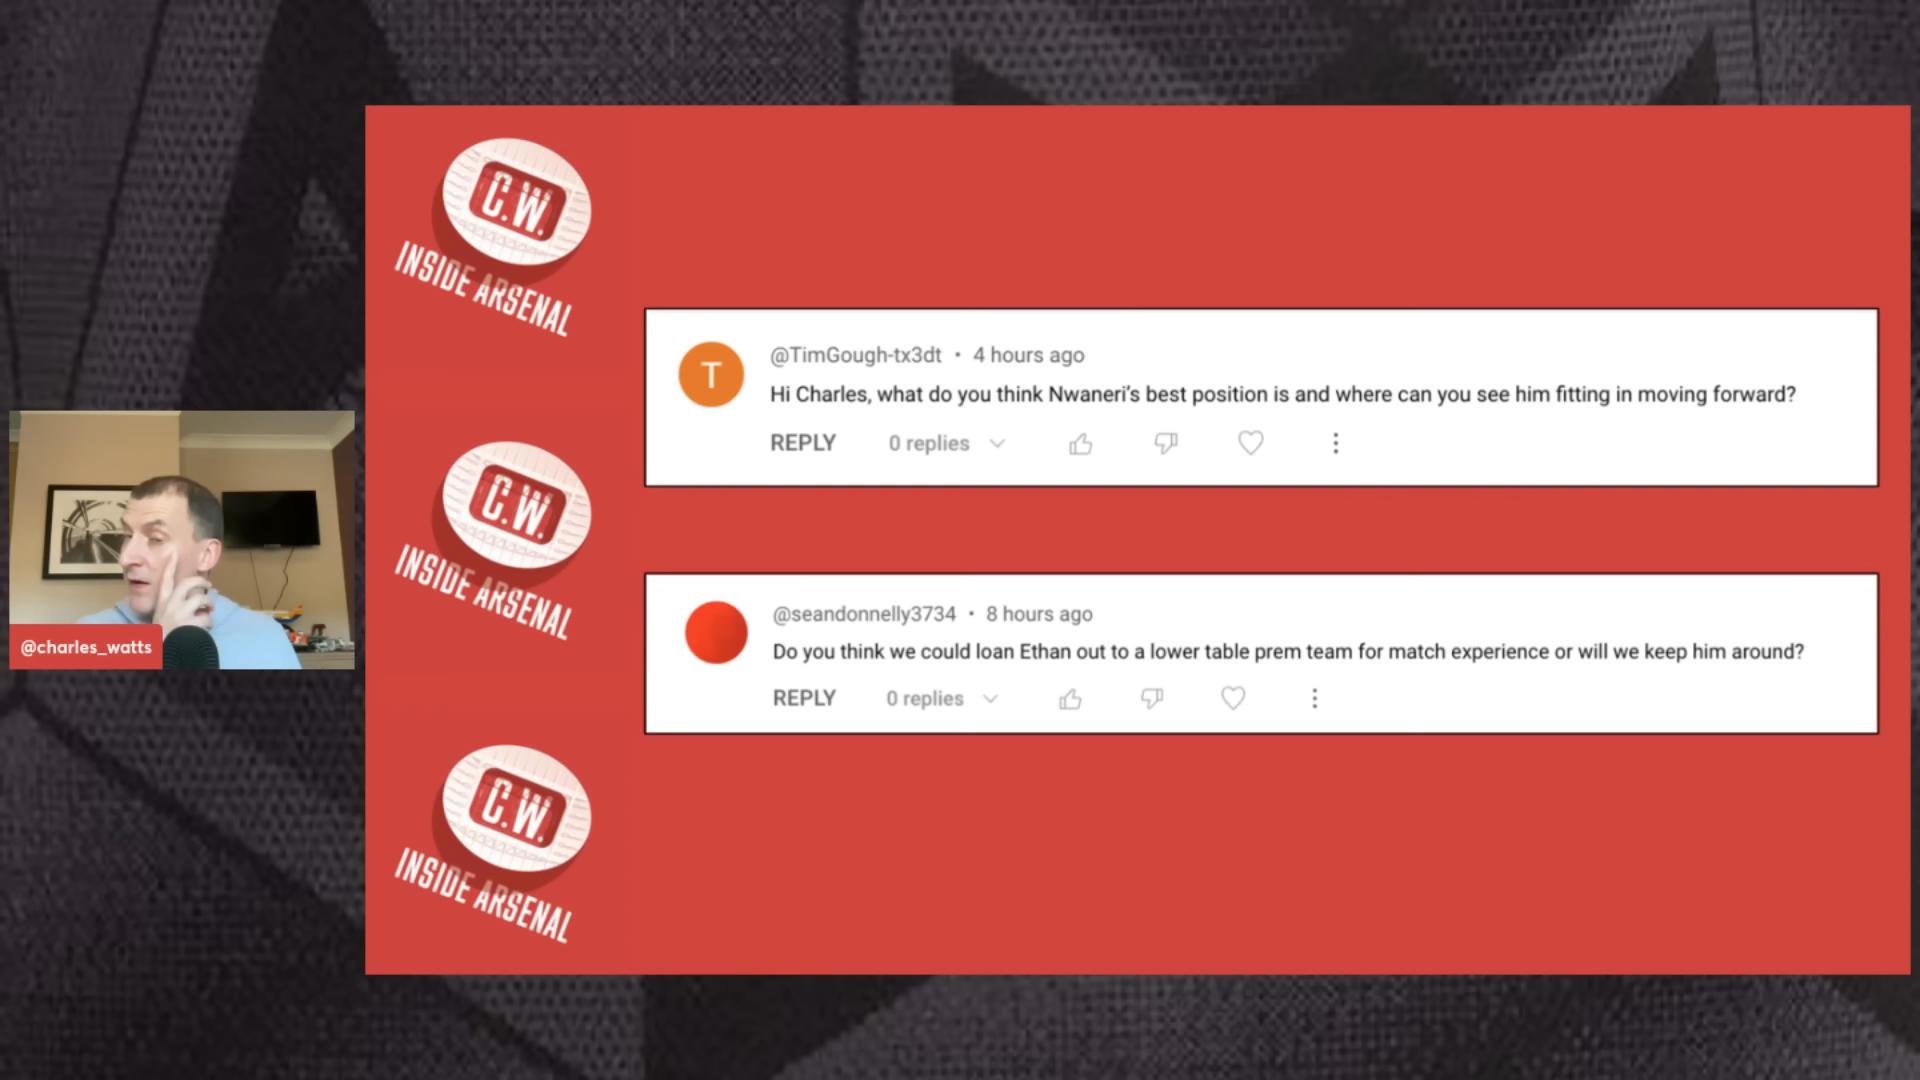 C.W.
INSIDE ARSENAL
C.W.
INSIDE ARSENAL
C.W.
INSIDE ARSENAL
@charles_watts
T
@TimGough-tx3dt • 4 hours ago
Hi Charles, what do you think Nwaneri’s best position is and where can you see him fitting in moving forward?
REPLY 0 replies
@seandonnelly3734 • 8 hours ago
Do you think we could loan Ethan out to a lower table prem team for match experience or will we keep him around?
REPLY 0 replies